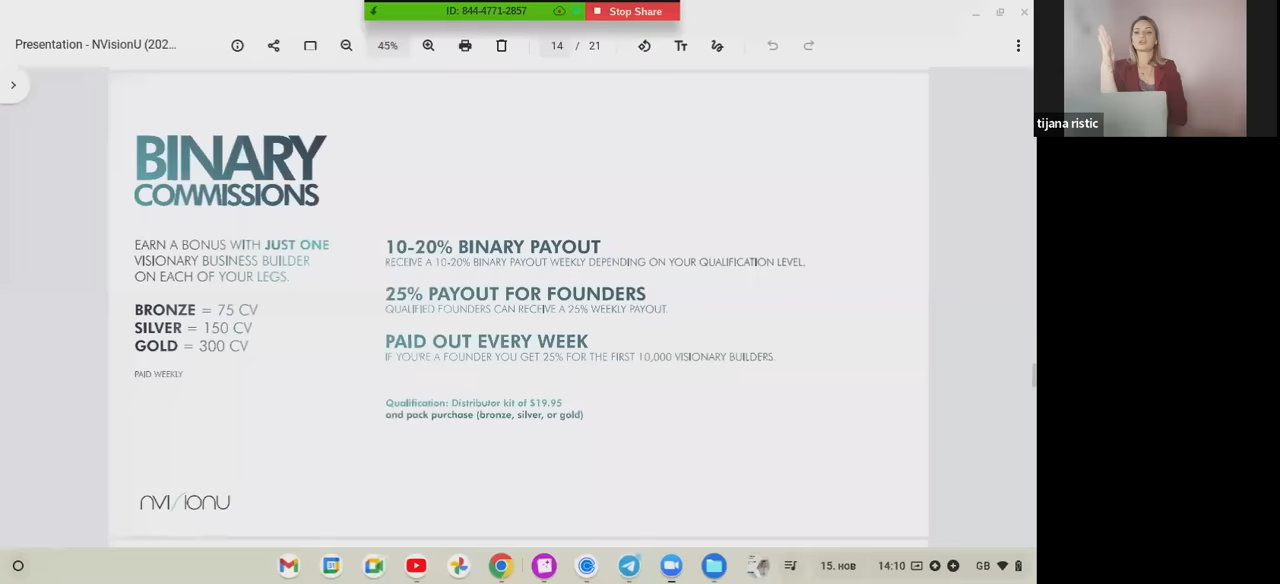 ID: 844-4771-2857
Stop Share
Presentation - NVisionU (202...
45%
14 / 21
tijana ristic
BINARY
COMMISSIONS
EARN A BONUS WITH JUST ONE
VISIONARY BUSINESS BUILDER
ON EACH OF YOUR LEGS.
BRONZE = 75 CV
SILVER = 150 CV
GOLD = 300 CV
PAID WEEKLY
10-20% BINARY PAYOUT
RECEIVE A 10-20% BINARY PAYOUT WEEKLY DEPENDING ON YOUR QUALIFICATION LEVEL,
25% PAYOUT FOR FOUNDERS
QUALIFIED FOUNDERS CAN RECEIVE A 25% WEEKLY PAYOUT.
PAID OUT EVERY WEEK
IF YOU'RE A FOUNDER YOU GET 25% FOR THE FIRST 10,000 VISIONARY BUILDERS.
Qualification: Distributor kit of $19.95
and pack purchase (bronze, silver, or gold)
nvisionu
15. нов
14:10
GB